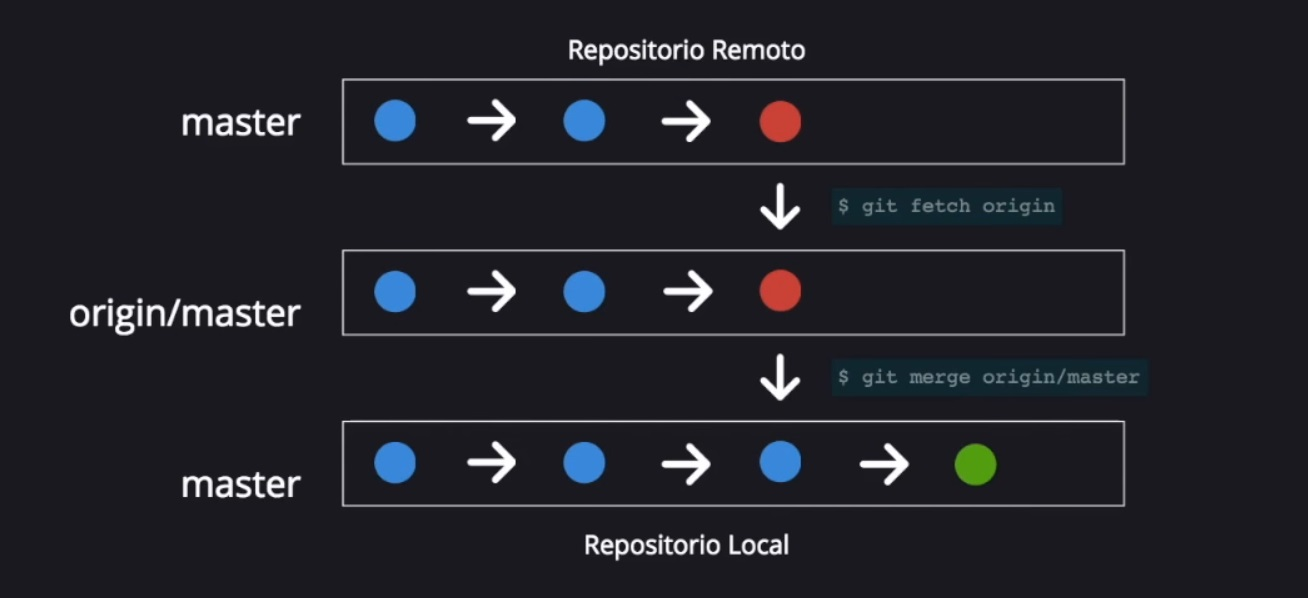 Repositorio Remoto
master
$ git fetch origin
origin/master
$ git merge origin/master
master
Repositorio Local